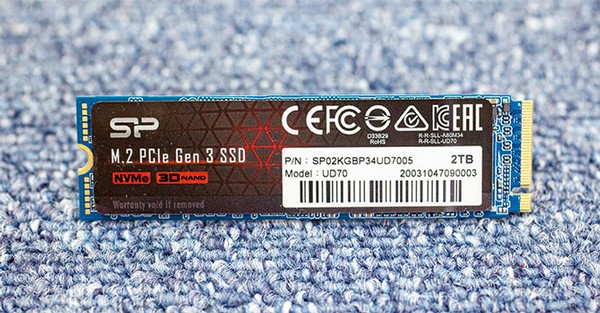 SP
M.2 PCIe Gen 3 SSD
NVMe 3D NAND
Warranty void if removed
CE FC EAC
D33B29
RoHS
R-R-SLL-A80M34
R-R-SLL-UD70
P/N : SP02KGBP34UD7005 2TB
Model : UD70 20031047090003